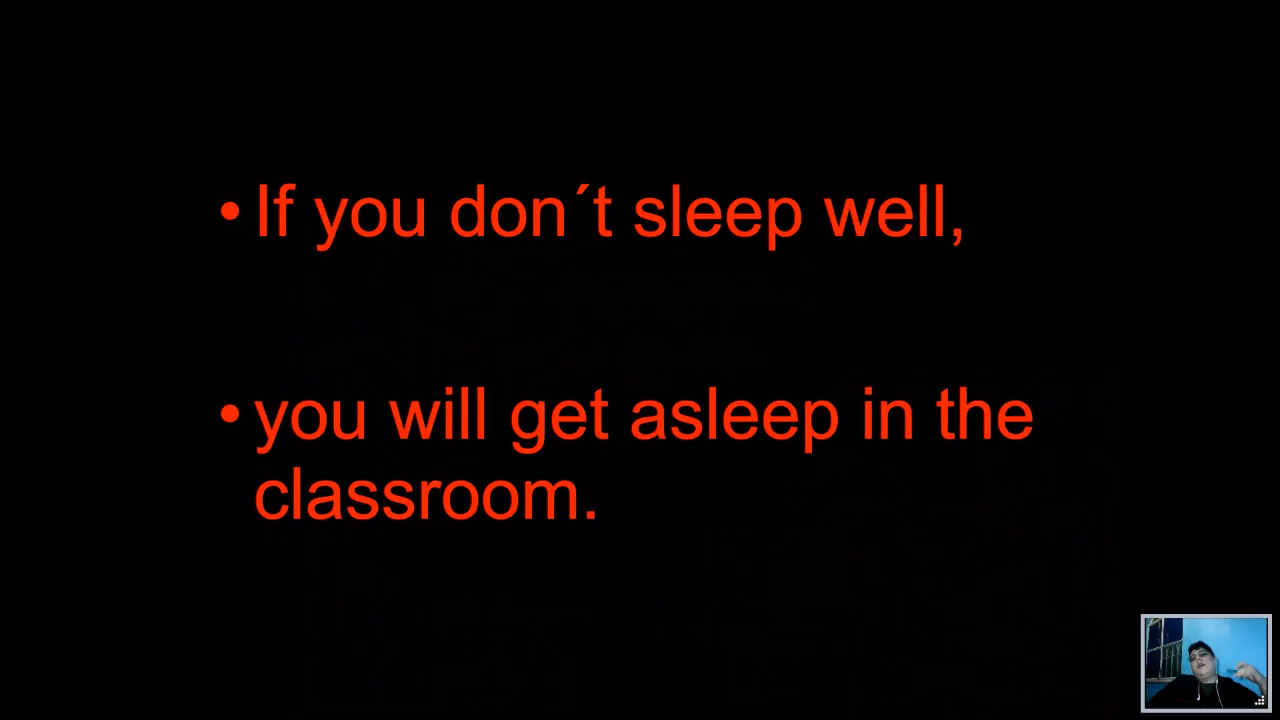 •If you don´t sleep well,
•you will get asleep in the
classroom.